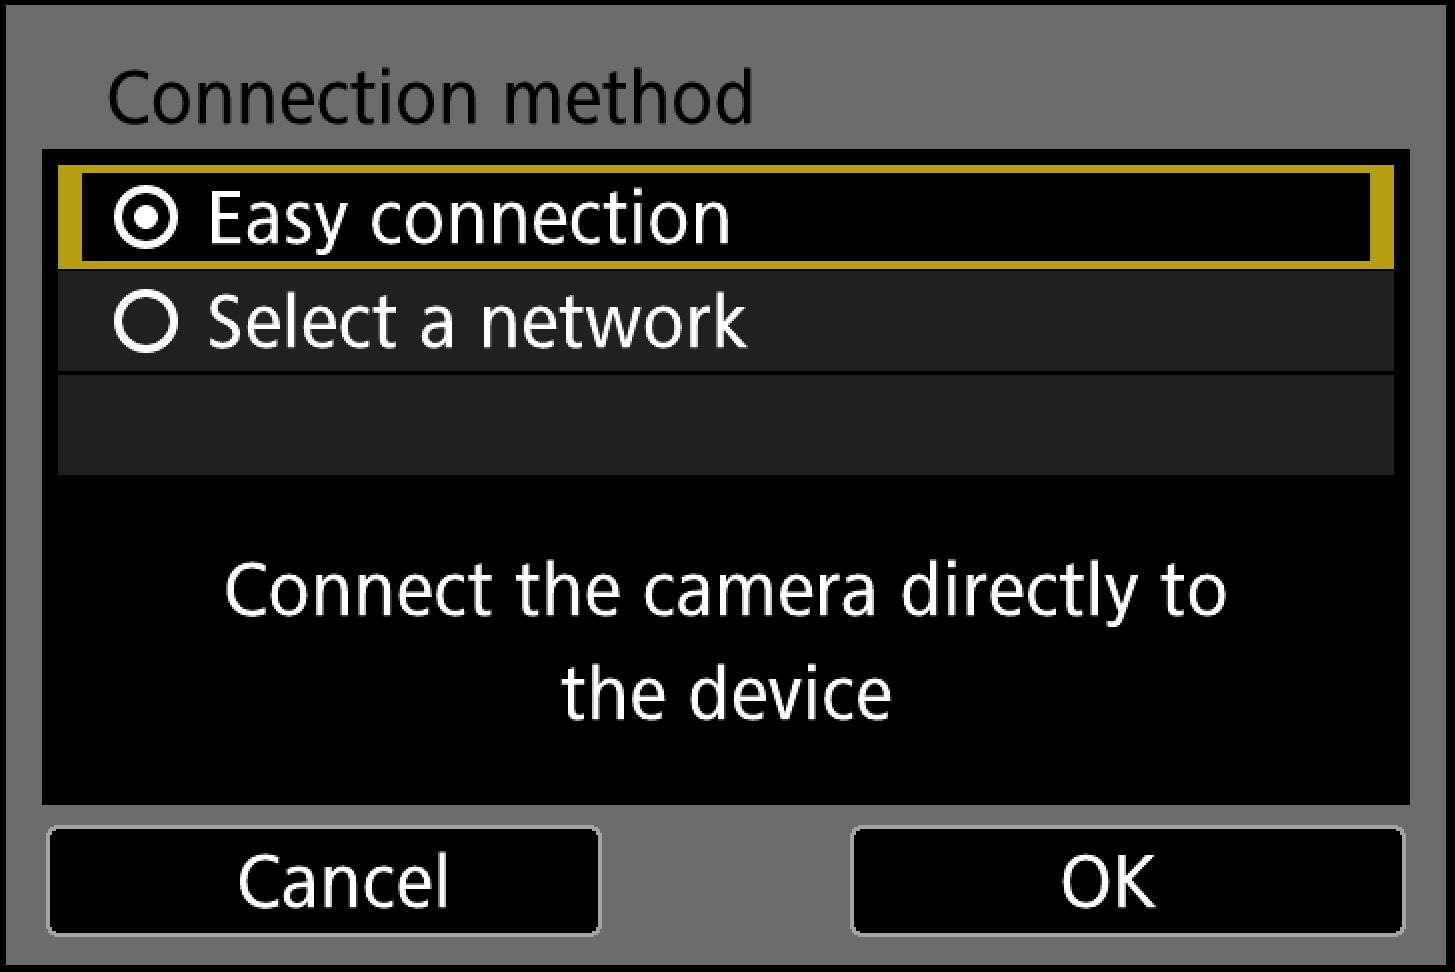 Connection method
Easy connection
Select a network
Connect the camera directly to
the device
Cancel
OK